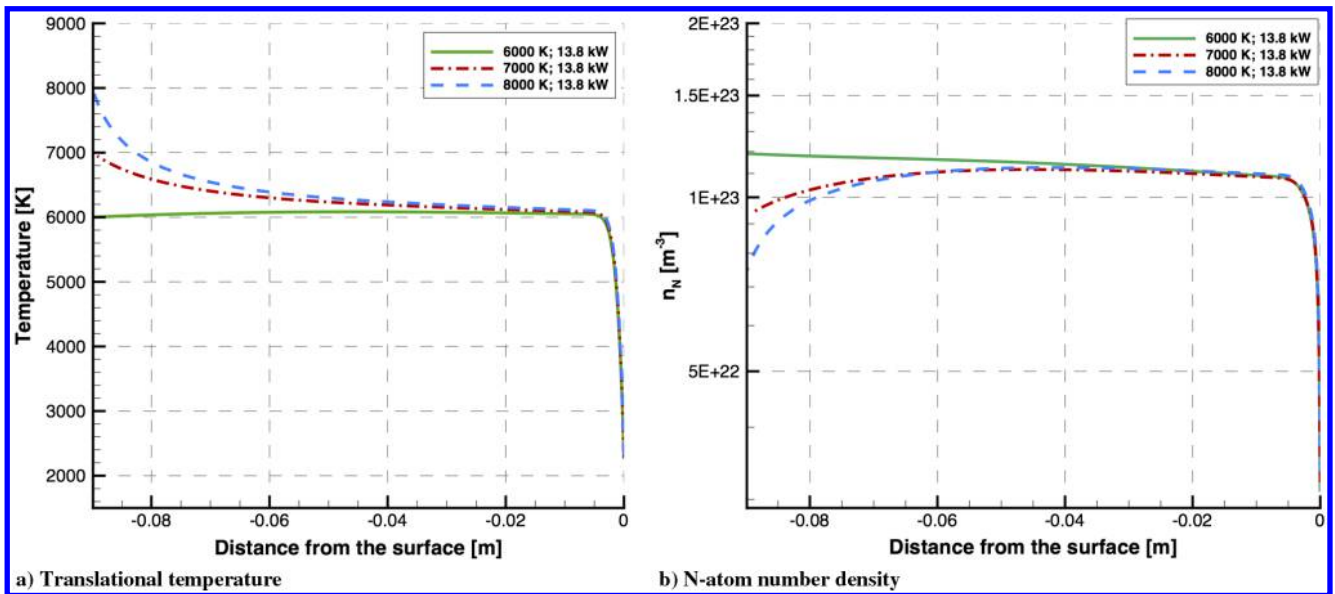 9000
8000
7000
6000
5000
4000
3000
2000
Temperature [K]
6000 K; 13.8 kW
7000 K; 13.8 kW
8000 K; 13.8 kW
-0.08
-0.06
-0.04
-0.02
0
Distance from the surface [m]
a) Translational temperature
2E+23
1.5E+23
1E+23
5E+22
n_N [m^-3]
6000 K; 13.8 kW
7000 K; 13.8 kW
8000 K; 13.8 kW
-0.08
-0.06
-0.04
-0.02
0
Distance from the surface [m]
b) N-atom number density